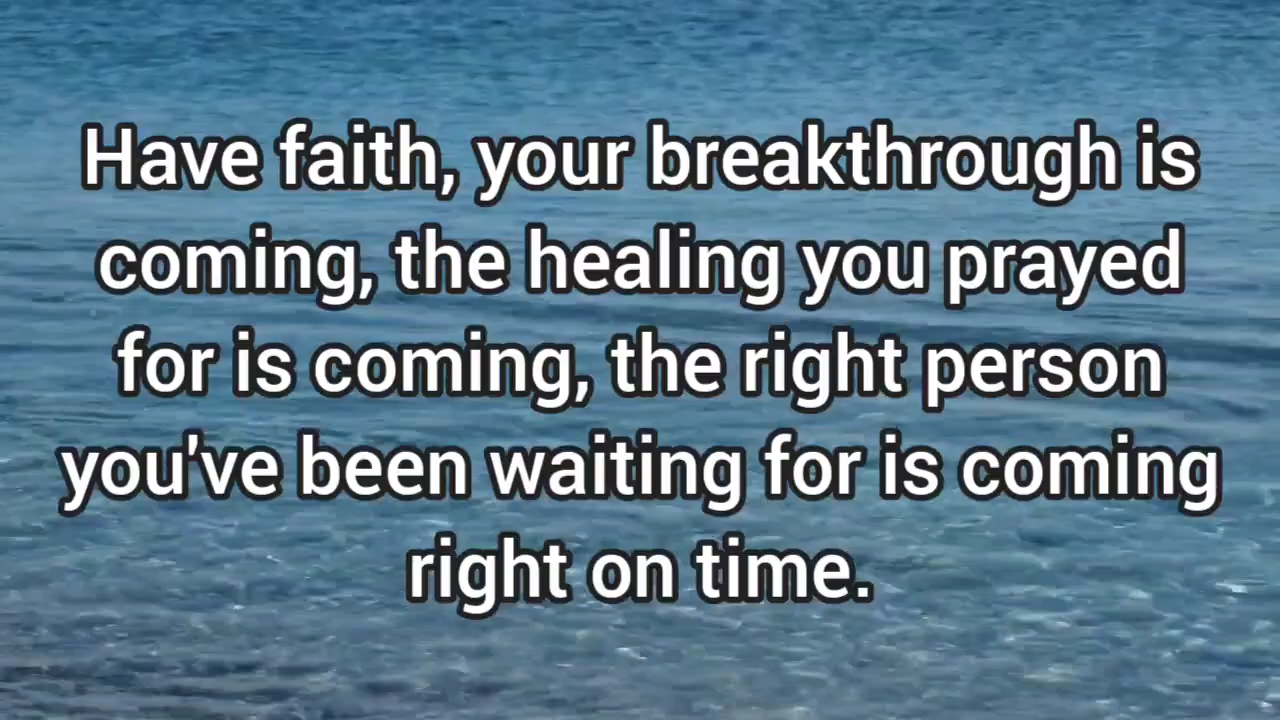 Have faith, your breakthrough is
coming, the healing you prayed
for is coming, the right person
you've been waiting for is coming
right on time.